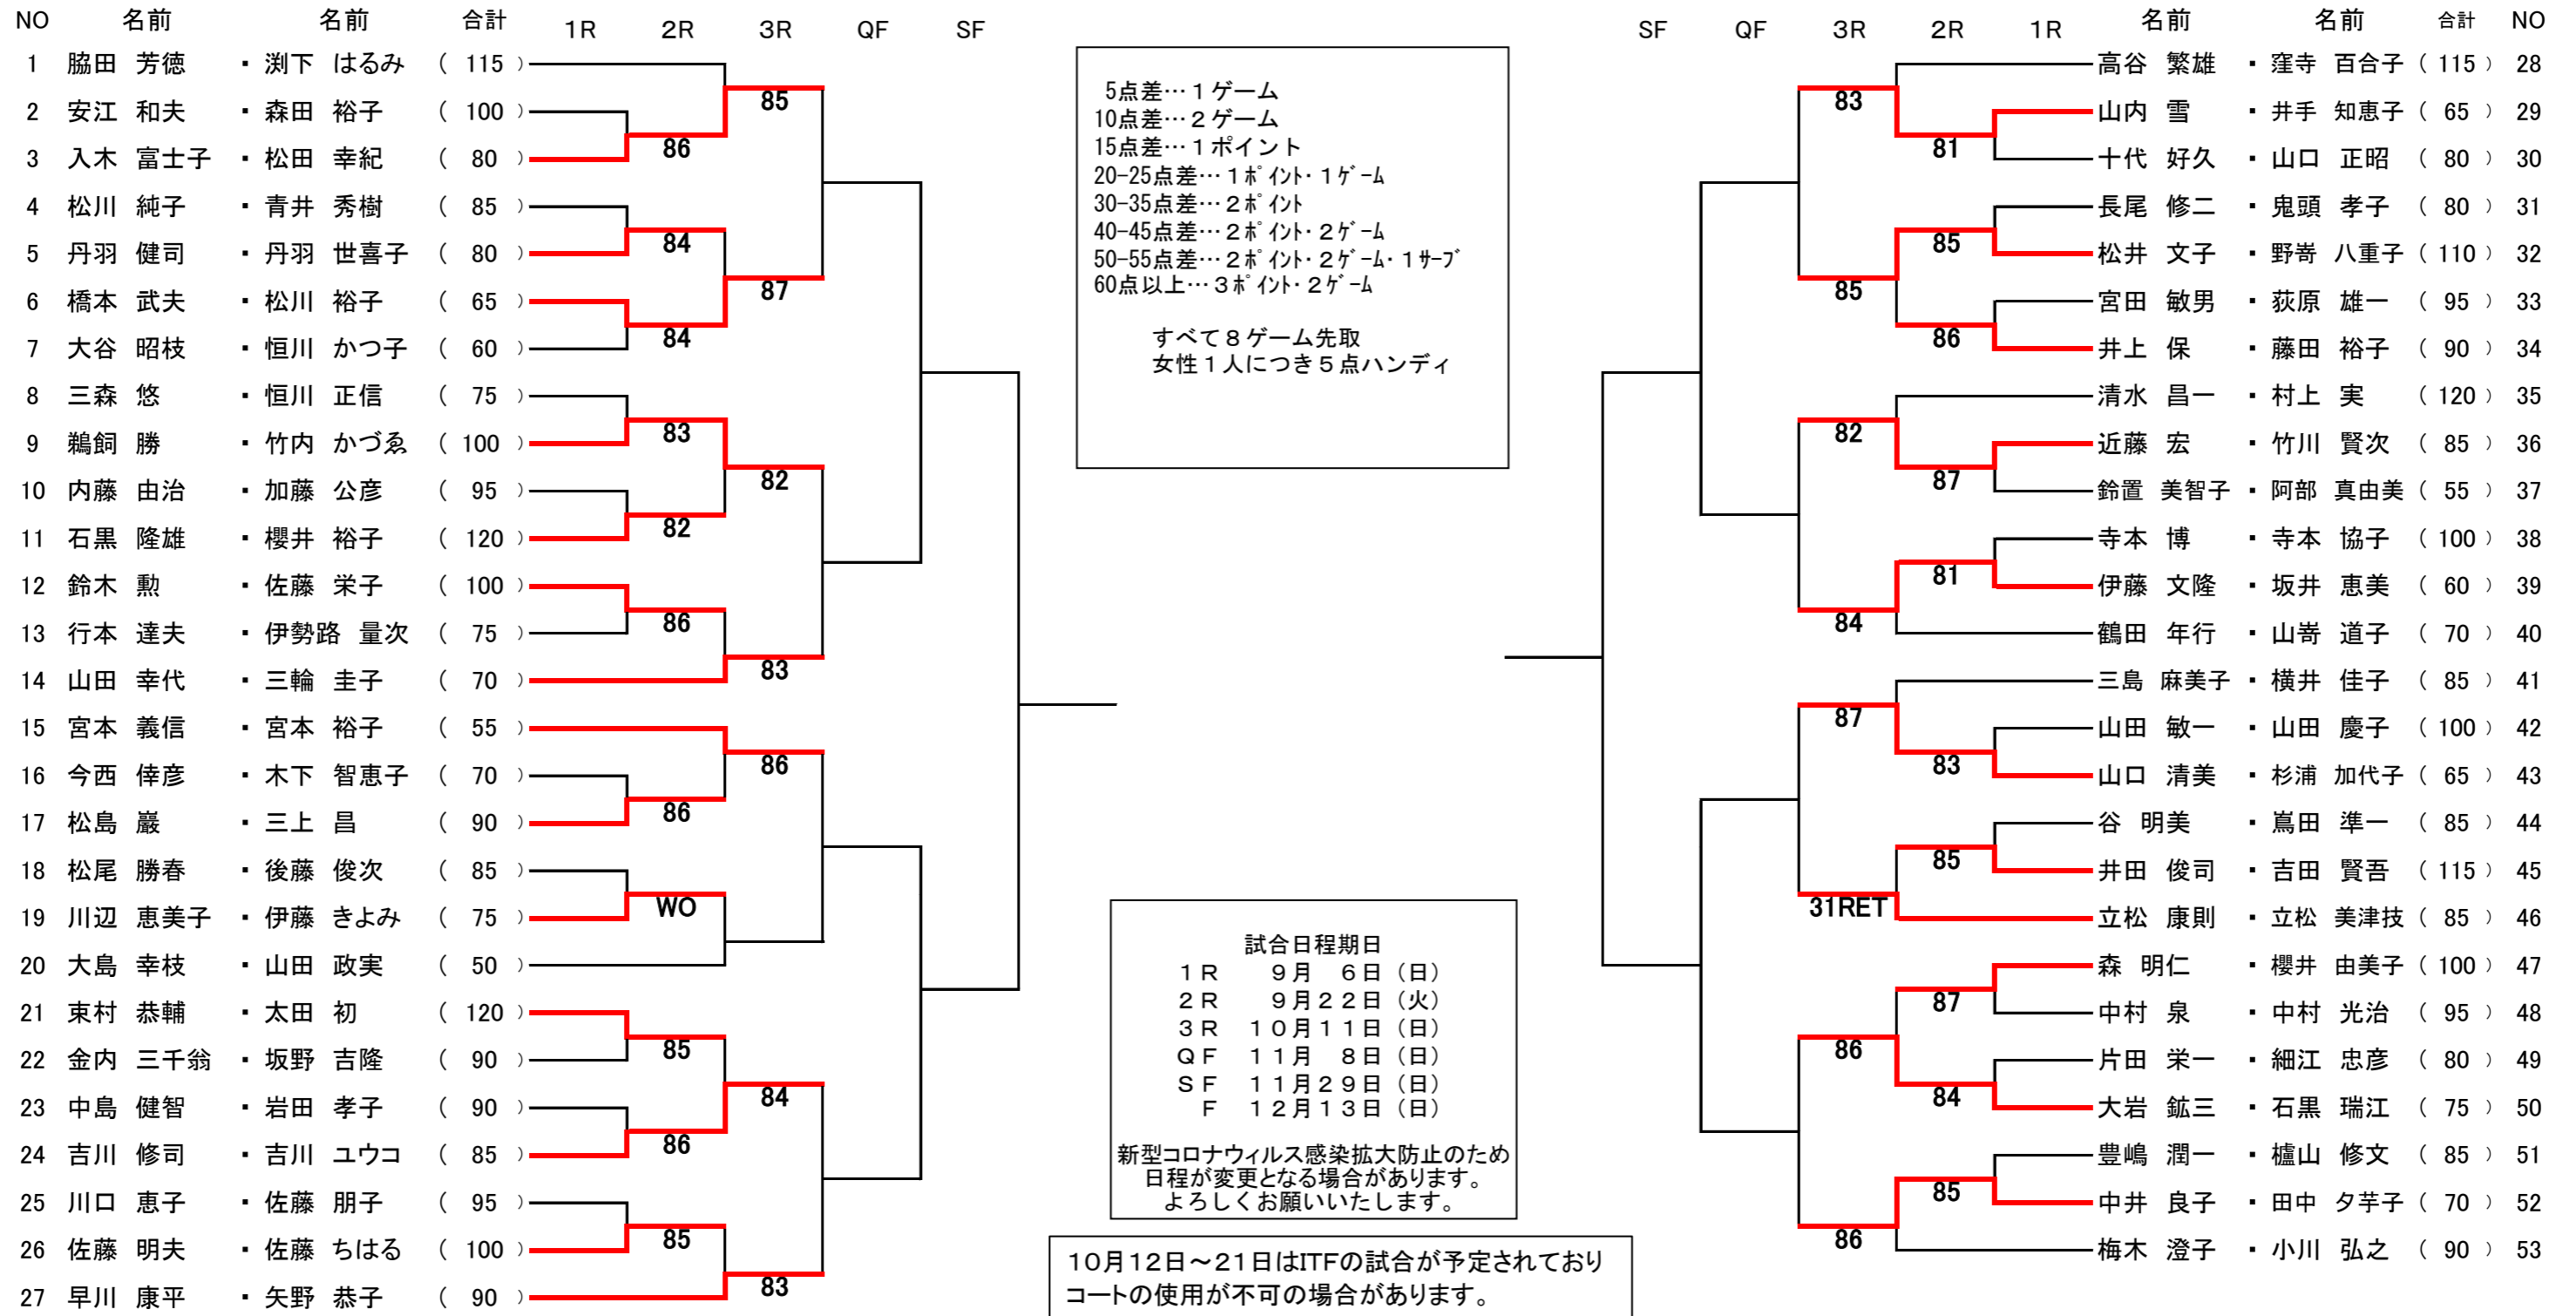 NO 名前 名前 合計 1R 2R 3R QF SF
1 脇田 芳徳 ・ 渕下 はるみ ( 115 )
2 安江 和夫 ・ 森田 裕子 ( 100 )
3 入木 富士子 ・ 松田 幸紀 ( 80 )
4 松川 純子 ・ 青井 秀樹 ( 85 )
5 丹羽 健司 ・ 丹羽 世喜子 ( 80 )
6 橋本 武夫 ・ 松川 裕子 ( 65 )
7 大谷 昭枝 ・ 恒川 かつ子 ( 60 )
8 三森 悠 ・ 恒川 正信 ( 75 )
9 鵜飼 勝 ・ 竹内 かづゑ ( 100 )
10 内藤 由治 ・ 加藤 公彦 ( 95 )
11 石黒 隆雄 ・ 櫻井 裕子 ( 120 )
12 鈴木 勲 ・ 佐藤 栄子 ( 100 )
13 行本 達夫 ・ 伊勢路 量次 ( 75 )
14 山田 幸代 ・ 三輪 圭子 ( 70 )
15 宮本 義信 ・ 宮本 裕子 ( 55 )
16 今西 倖彦 ・ 木下 智恵子 ( 70 )
17 松島 巌 ・ 三上 昌 ( 90 )
18 松尾 勝春 ・ 後藤 俊次 ( 85 )
19 川辺 恵美子 ・ 伊藤 きよみ ( 75 )
20 大島 幸枝 ・ 山田 政実 ( 50 )
21 束村 恭輔 ・ 太田 初 ( 120 )
22 金内 三千翁 ・ 坂野 吉隆 ( 90 )
23 中島 健智 ・ 岩田 孝子 ( 90 )
24 吉川 修司 ・ 吉川 ユウコ ( 85 )
25 川口 恵子 ・ 佐藤 朋子 ( 95 )
26 佐藤 明夫 ・ 佐藤 ちはる ( 100 )
27 早川 康平 ・ 矢野 恭子 ( 90 )
86
84
84
83
82
86
86
WO
85
86
85
85
87
82
83
86
84
83
5点差…1ゲーム
10点差…2ゲーム
15点差…1ポイント
20-25点差…1ﾎﾟｲﾝﾄ・1ｹﾞｰﾑ
30-35点差…2ﾎﾟｲﾝﾄ
40-45点差…2ﾎﾟｲﾝﾄ・2ｹﾞｰﾑ
50-55点差…2ﾎﾟｲﾝﾄ・2ｹﾞｰﾑ・1ｻｰﾌﾞ
60点以上…3ﾎﾟｲﾝﾄ・2ｹﾞｰﾑ
すべて8ゲーム先取
女性1人につき5点ハンディ
試合日程期日
1R 9月 6日(日)
2R 9月22日(火)
3R 10月11日(日)
QF 11月 8日(日)
SF 11月29日(日)
F 12月13日(日)
新型コロナウィルス感染拡大防止のため
日程が変更となる場合があります。
よろしくお願いいたします。
10月12日～21日はITFの試合が予定されており
コートの使用が不可の場合があります。
SF QF 3R 2R 1R 名前 名前 合計 NO
高谷 繁雄 ・ 窪寺 百合子 ( 115 ) 28
山内 雪 ・ 井手 知恵子 ( 65 ) 29
十代 好久 ・ 山口 正昭 ( 80 ) 30
長尾 修二 ・ 鬼頭 孝子 ( 80 ) 31
松井 文子 ・ 野嵜 八重子 ( 110 ) 32
宮田 敏男 ・ 荻原 雄一 ( 95 ) 33
井上 保 ・ 藤田 裕子 ( 90 ) 34
清水 昌一 ・ 村上 実 ( 120 ) 35
近藤 宏 ・ 竹川 賢次 ( 85 ) 36
鈴置 美智子 ・ 阿部 真由美 ( 55 ) 37
寺本 博 ・ 寺本 協子 ( 100 ) 38
伊藤 文隆 ・ 坂井 恵美 ( 60 ) 39
鶴田 年行 ・ 山嵜 道子 ( 70 ) 40
三島 麻美子 ・ 横井 佳子 ( 85 ) 41
山田 敏一 ・ 山田 慶子 ( 100 ) 42
山口 清美 ・ 杉浦 加代子 ( 65 ) 43
谷 明美 ・ 嶌田 準一 ( 85 ) 44
井田 俊司 ・ 吉田 賢吾 ( 115 ) 45
立松 康則 ・ 立松 美津技 ( 85 ) 46
森 明仁 ・ 櫻井 由美子 ( 100 ) 47
中村 泉 ・ 中村 光治 ( 95 ) 48
片田 栄一 ・ 細江 忠彦 ( 80 ) 49
大岩 鉱三 ・ 石黒 瑞江 ( 75 ) 50
豊嶋 潤一 ・ 櫨山 修文 ( 85 ) 51
中井 良子 ・ 田中 夕芋子 ( 70 ) 52
梅木 澄子 ・ 小川 弘之 ( 90 ) 53
83
85
82
84
87
31RET
86
86
81
85
86
87
81
83
85
87
84
85